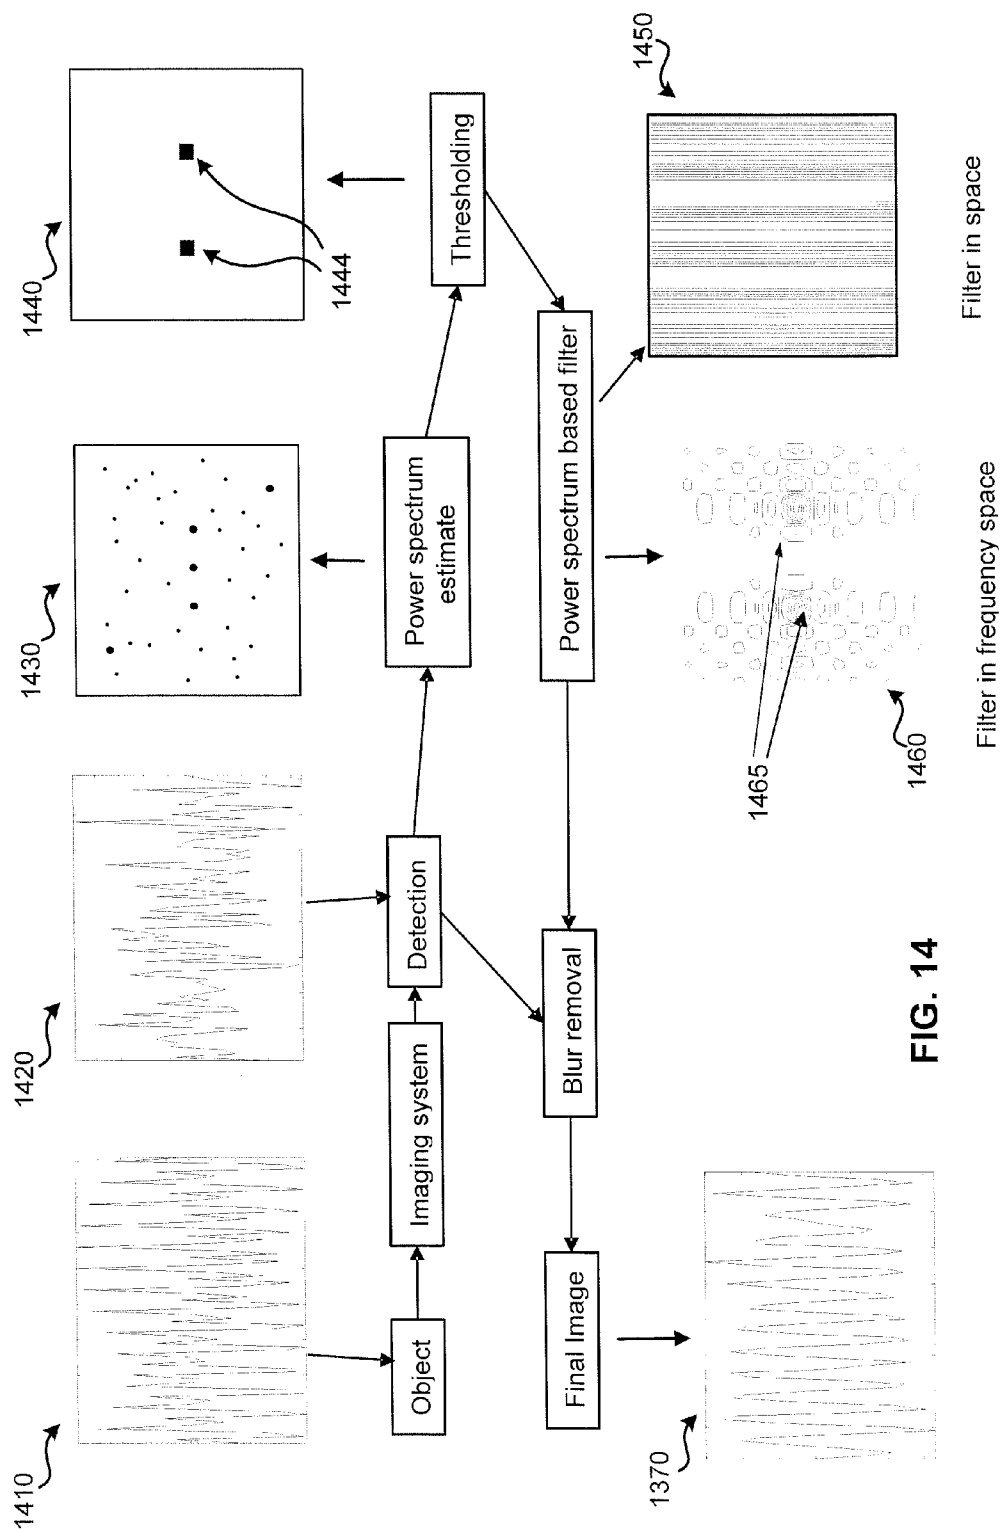 1410
1420
1430
1440
1444
Object
Imaging system
Detection
Power spectrum
estimate
Thresholding
Final Image
Blur removal
Power spectrum based filter
1370
1465
1460
1450
Filter in frequency space
Filter in space
FIG. 14